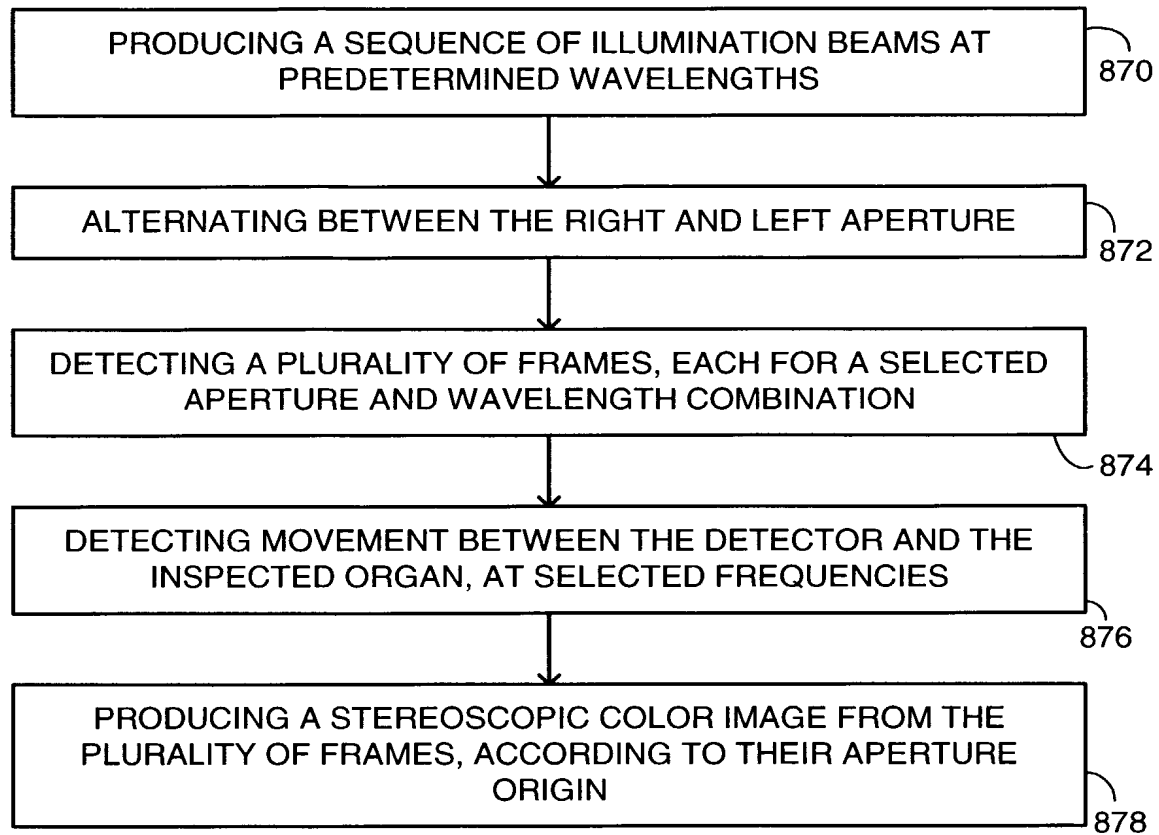 PRODUCING A SEQUENCE OF ILLUMINATION BEAMS AT
PREDETERMINED WAVELENGTHS
870
ALTERNATING BETWEEN THE RIGHT AND LEFT APERTURE
872
DETECTING A PLURALITY OF FRAMES, EACH FOR A SELECTED
APERTURE AND WAVELENGTH COMBINATION
874
DETECTING MOVEMENT BETWEEN THE DETECTOR AND THE
INSPECTED ORGAN, AT SELECTED FREQUENCIES
876
PRODUCING A STEREOSCOPIC COLOR IMAGE FROM THE
PLURALITY OF FRAMES, ACCORDING TO THEIR APERTURE
ORIGIN
878